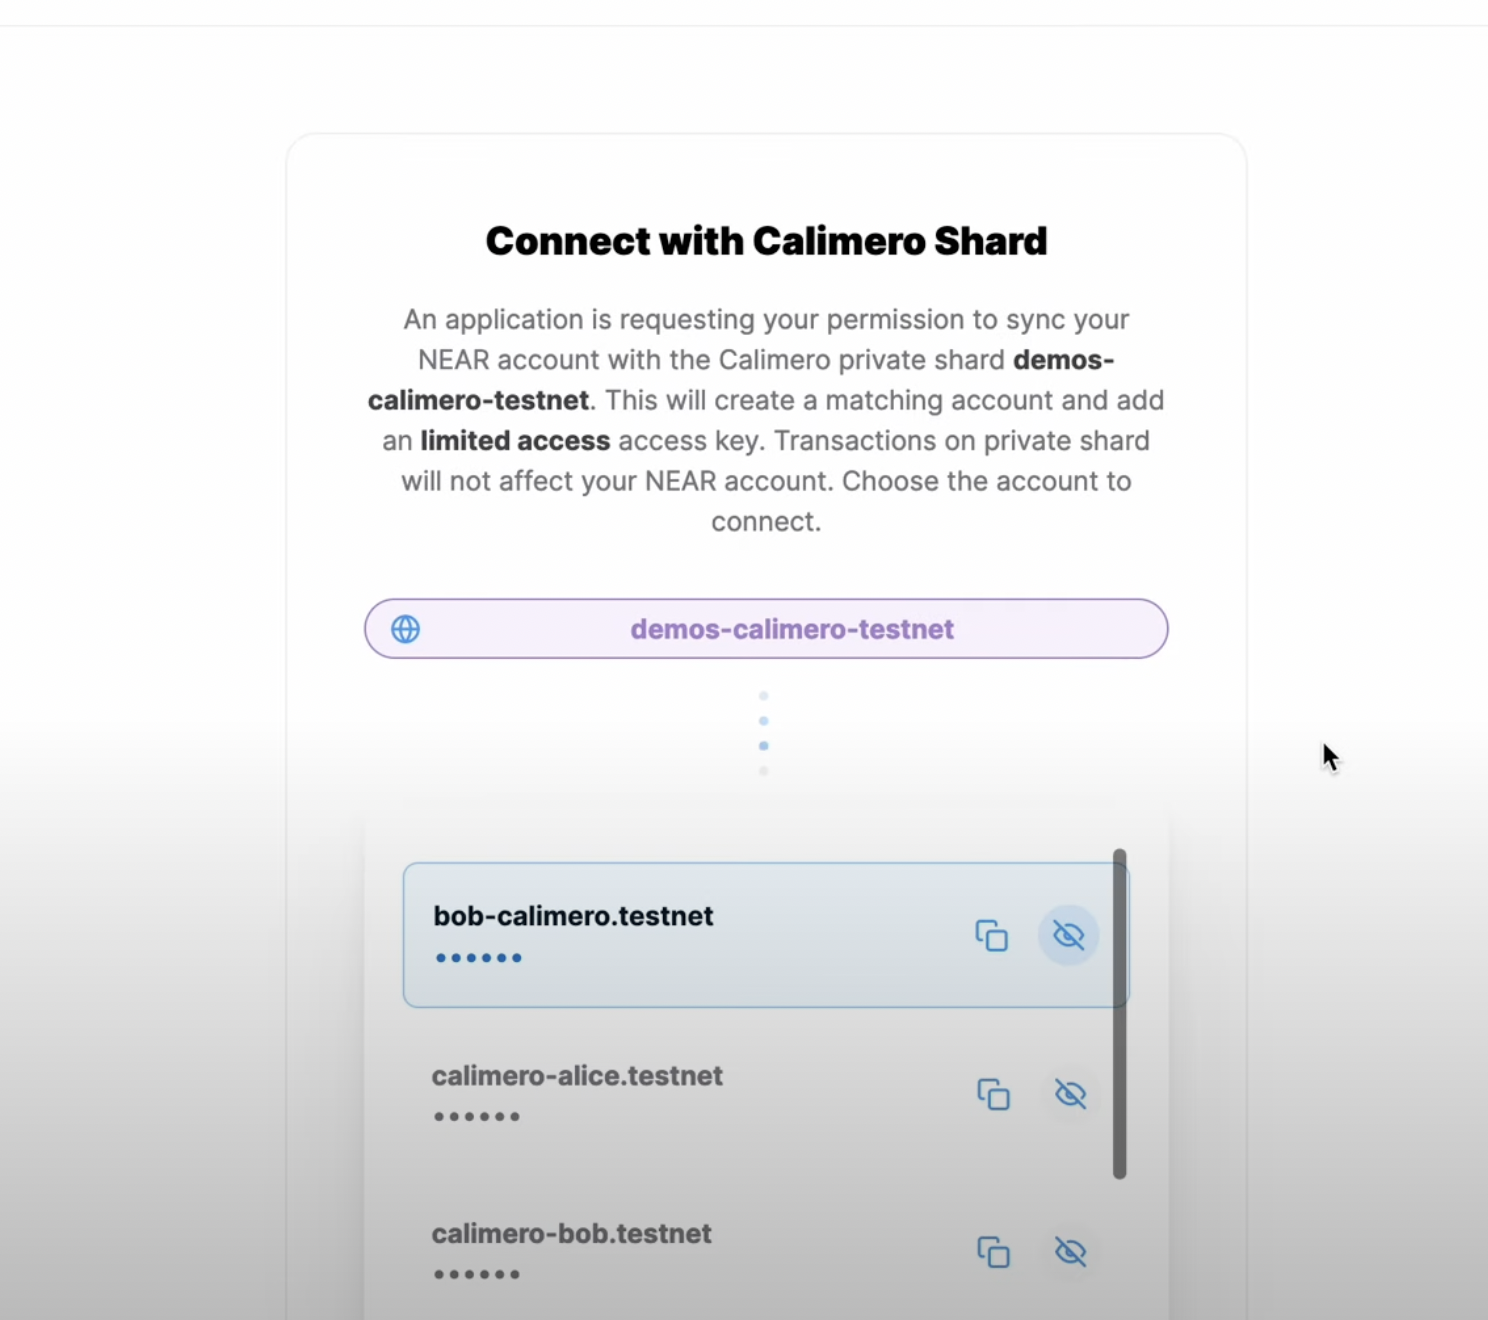 Connect with Calimero Shard
An application is requesting your permission to sync your
NEAR account with the Calimero private shard demos-
calimero-testnet. This will create a matching account and add
an limited access access key. Transactions on private shard
will not affect your NEAR account. Choose the account to
connect.
demos-calimero-testnet
bob-calimero.testnet
••••••
calimero-alice.testnet
••••••
calimero-bob.testnet
••••••